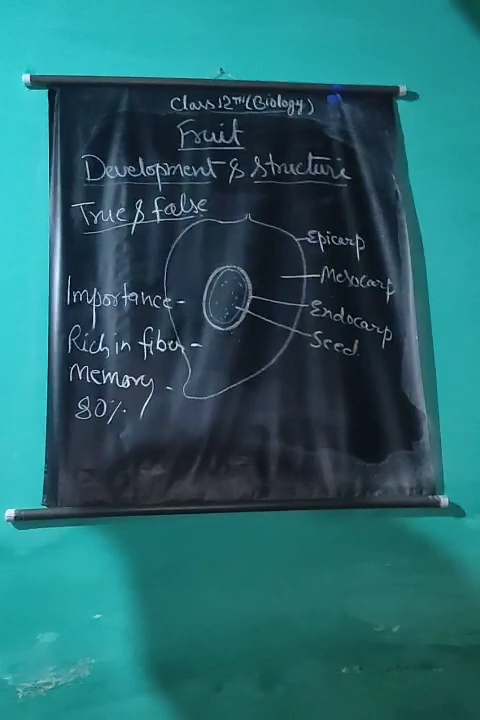 Class 12TH (Biology)
Fruit
Development & Structure
True & false
Epicarp
Mesocarp
Endocarp
Seed.
Importance -
Rich in fiber -
Memory -
80%.